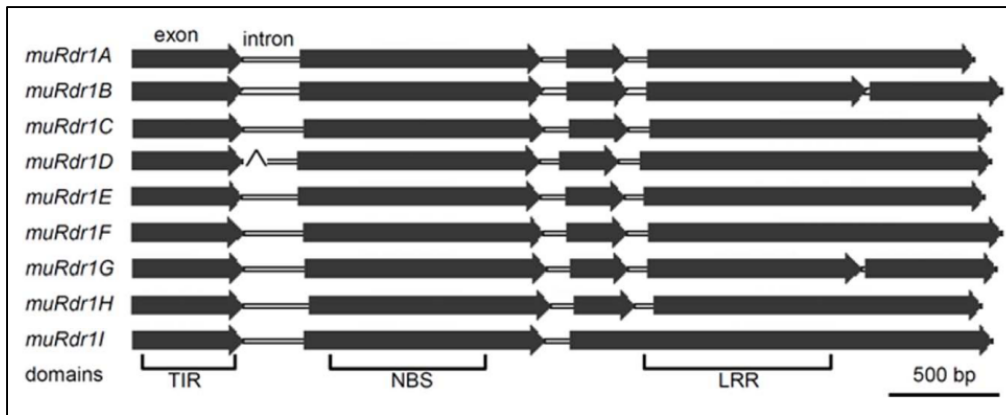 exon intron
muRdr1A
muRdr1B
muRdr1C
muRdr1D
muRdr1E
muRdr1F
muRdr1G
muRdr1H
muRdr1I
domains TIR NBS LRR 500 bp